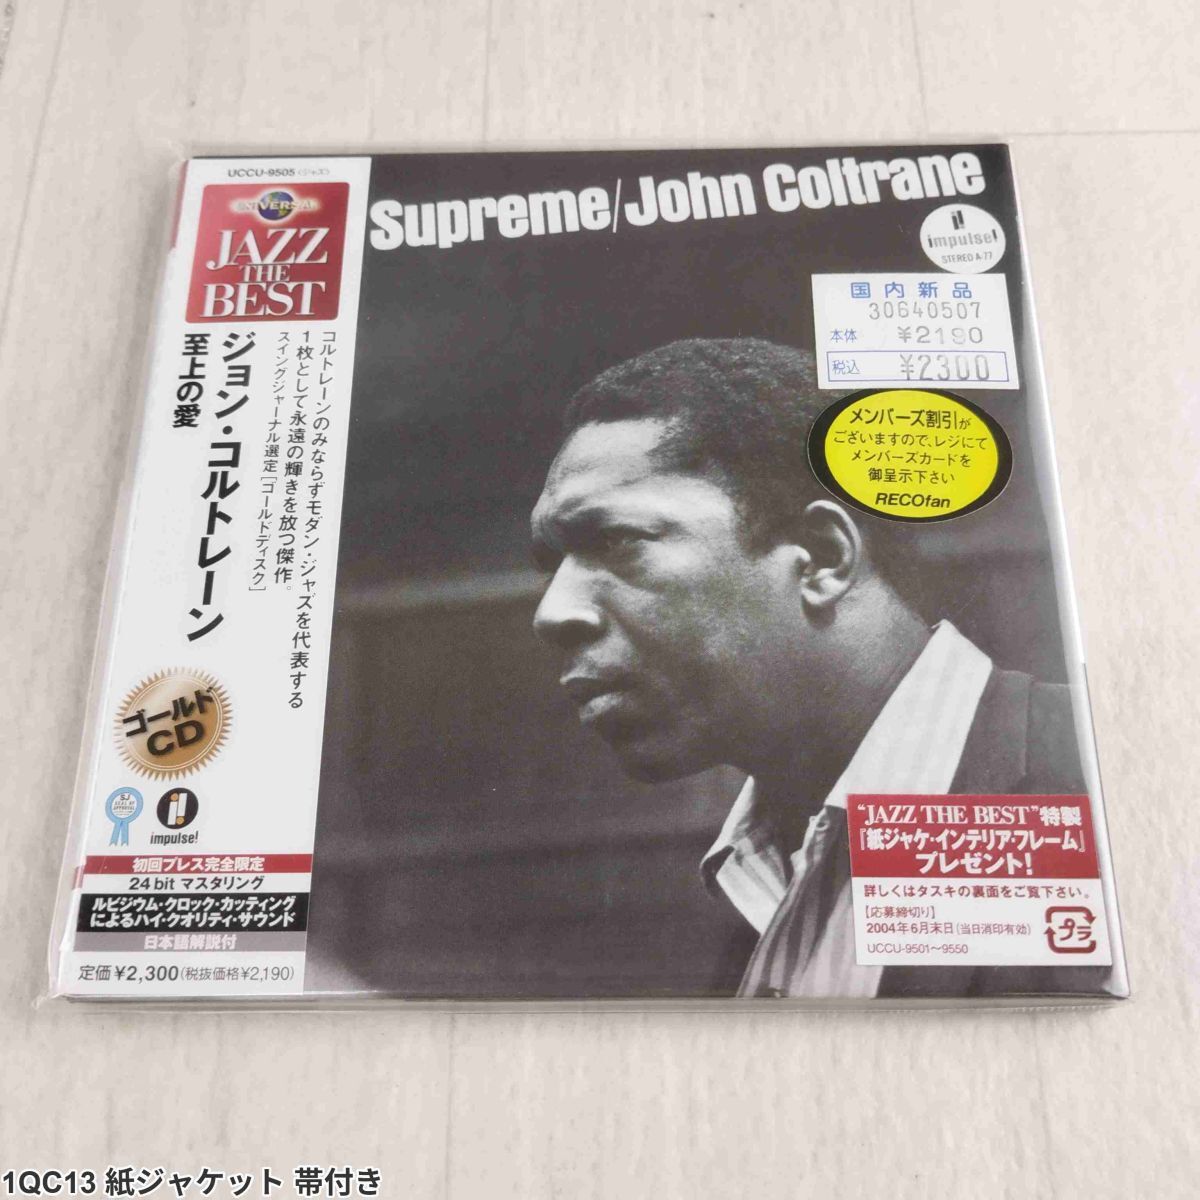 UCCU-9505 (ジャズ)
UNIVERSAL
JAZZ
THE
BEST
ジョン・コルトレーン
至上の愛
コルトレーンのみならずモダン・ジャズを代表する
1枚として永遠の輝きを放つ傑作。
スイングジャーナル選定[ゴールドディスク]
ゴールド
CD
SJ
SEAL OF
APPROVAL
impulse!
初回プレス完全限定
24bit マスタリング
ルビジウム・クロック・カッティング
によるハイ・クオリティ・サウンド
日本語解説付
定価¥2,300(税抜価格¥2,190)
Supreme/John Coltrane
impulse!
STEREO A-77
国内新品
30640507
本体 ¥2190
税込 ¥2300
メンバーズ割引が
ございますので、レジにて
メンバーズカードを
御呈示下さい
RECOfan
"JAZZ THE BEST"特製
『紙ジャケ・インテリア・フレーム』
プレゼント!
詳しくはタスキの裏面をご覧下さい。
【応募締切り】
2004年6月末日(当日消印有効)
UCCU-9501〜9550
プラ
1QC13 紙ジャケット 帯付き